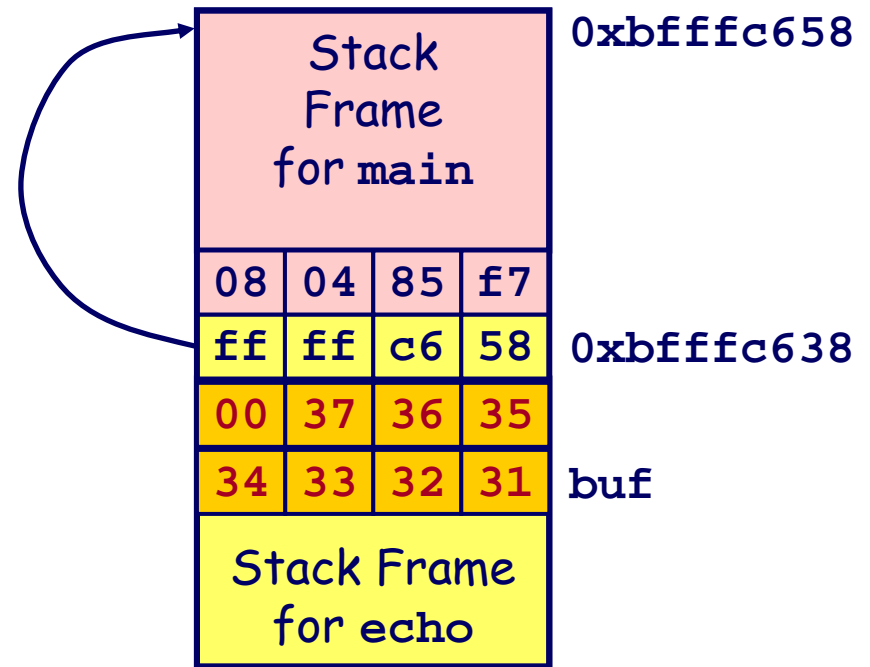 0xbfffc658
Stack
Frame
for main
08 04 85 f7
ff ff c6 58 0xbfffc638
00 37 36 35
34 33 32 31 buf
Stack Frame
for echo